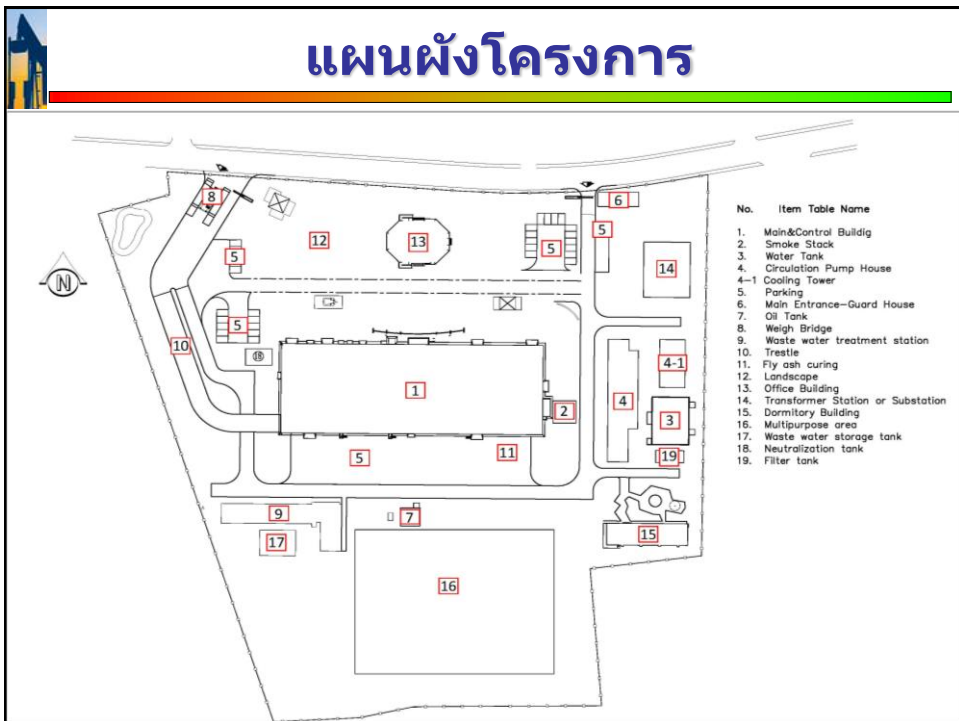 แผนผังโครงการ
8
6
5
12
13
5
5
14
N
5
10
18
4-1
1
4
2
3
5
11
19
9
7
17
15
16
No. Item Table Name
1. Main&Control Buildig
2. Smoke Stack
3. Water Tank
4. Circulation Pump House
4-1 Cooling Tower
5. Parking
6. Main Entrance-Guard House
7. Oil Tank
8. Weigh Bridge
9. Waste water treatment station
10. Trestle
11. Fly ash curing
12. Landscape
13. Office Building
14. Transformer Station or Substation
15. Dormitory Building
16. Multipurpose area
17. Waste water storage tank
18. Neutralization tank
19. Filter tank